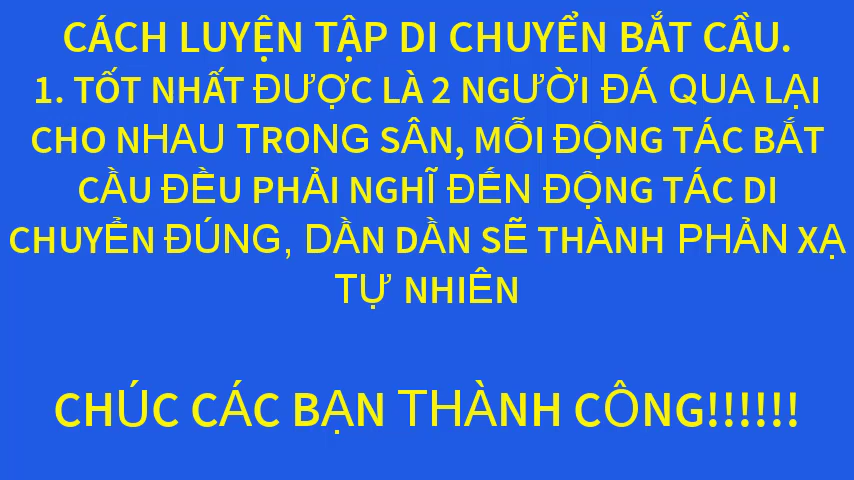 CÁCH LUYỆN TẬP DI CHUYỂN BẮT CẦU.
1. TỐT NHẤT ĐƯỢC LÀ 2 NGƯỜI ĐÁ QUA LẠI
CHO NHAU TRONG SÂN, MỖI ĐỘNG TÁC BẮT
CẦU ĐỀU PHẢI NGHĨ ĐẾN ĐỘNG TÁC DI
CHUYỂN ĐÚNG, DẦN DẦN SẼ THÀNH PHẢN XẠ
TỰ NHIÊN
CHÚC CÁC BẠN THÀNH CÔNG!!!!!!